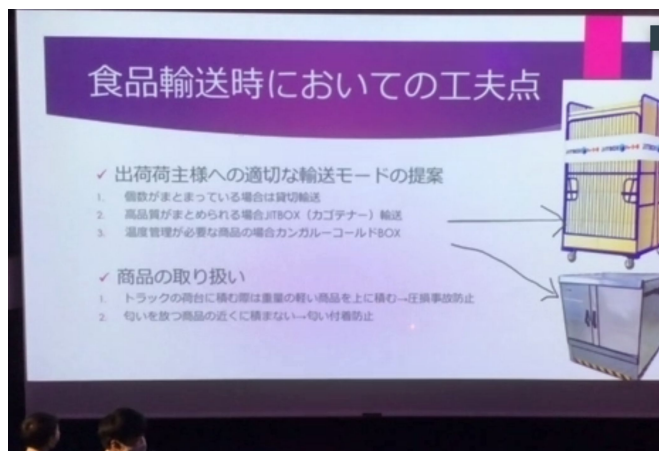 食品輸送時においての工夫点
✓ 出荷荷主様への適切な輸送モードの提案
1. 個数がまとまっている場合は貸切輸送
2. 高品質がまとめられる場合JITBOX（カゴテナー）輸送
3. 温度管理が必要な商品の場合カンガルーコールドBOX
✓ 商品の取り扱い
1. トラックの荷台に積む際は重量の軽い商品を上に積む→圧損事故防止
2. 匂いを放つ商品の近くに積まない→匂い付着防止